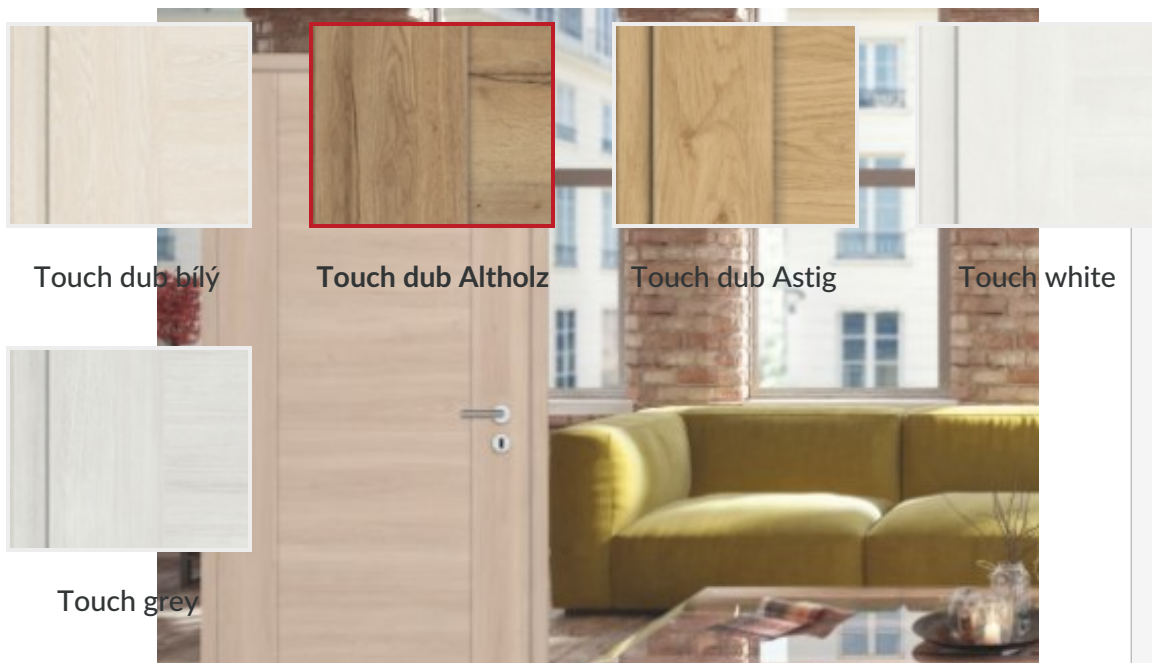 Touch dub bílý
Touch dub Altholz
Touch dub Astig
Touch white
Touch grey